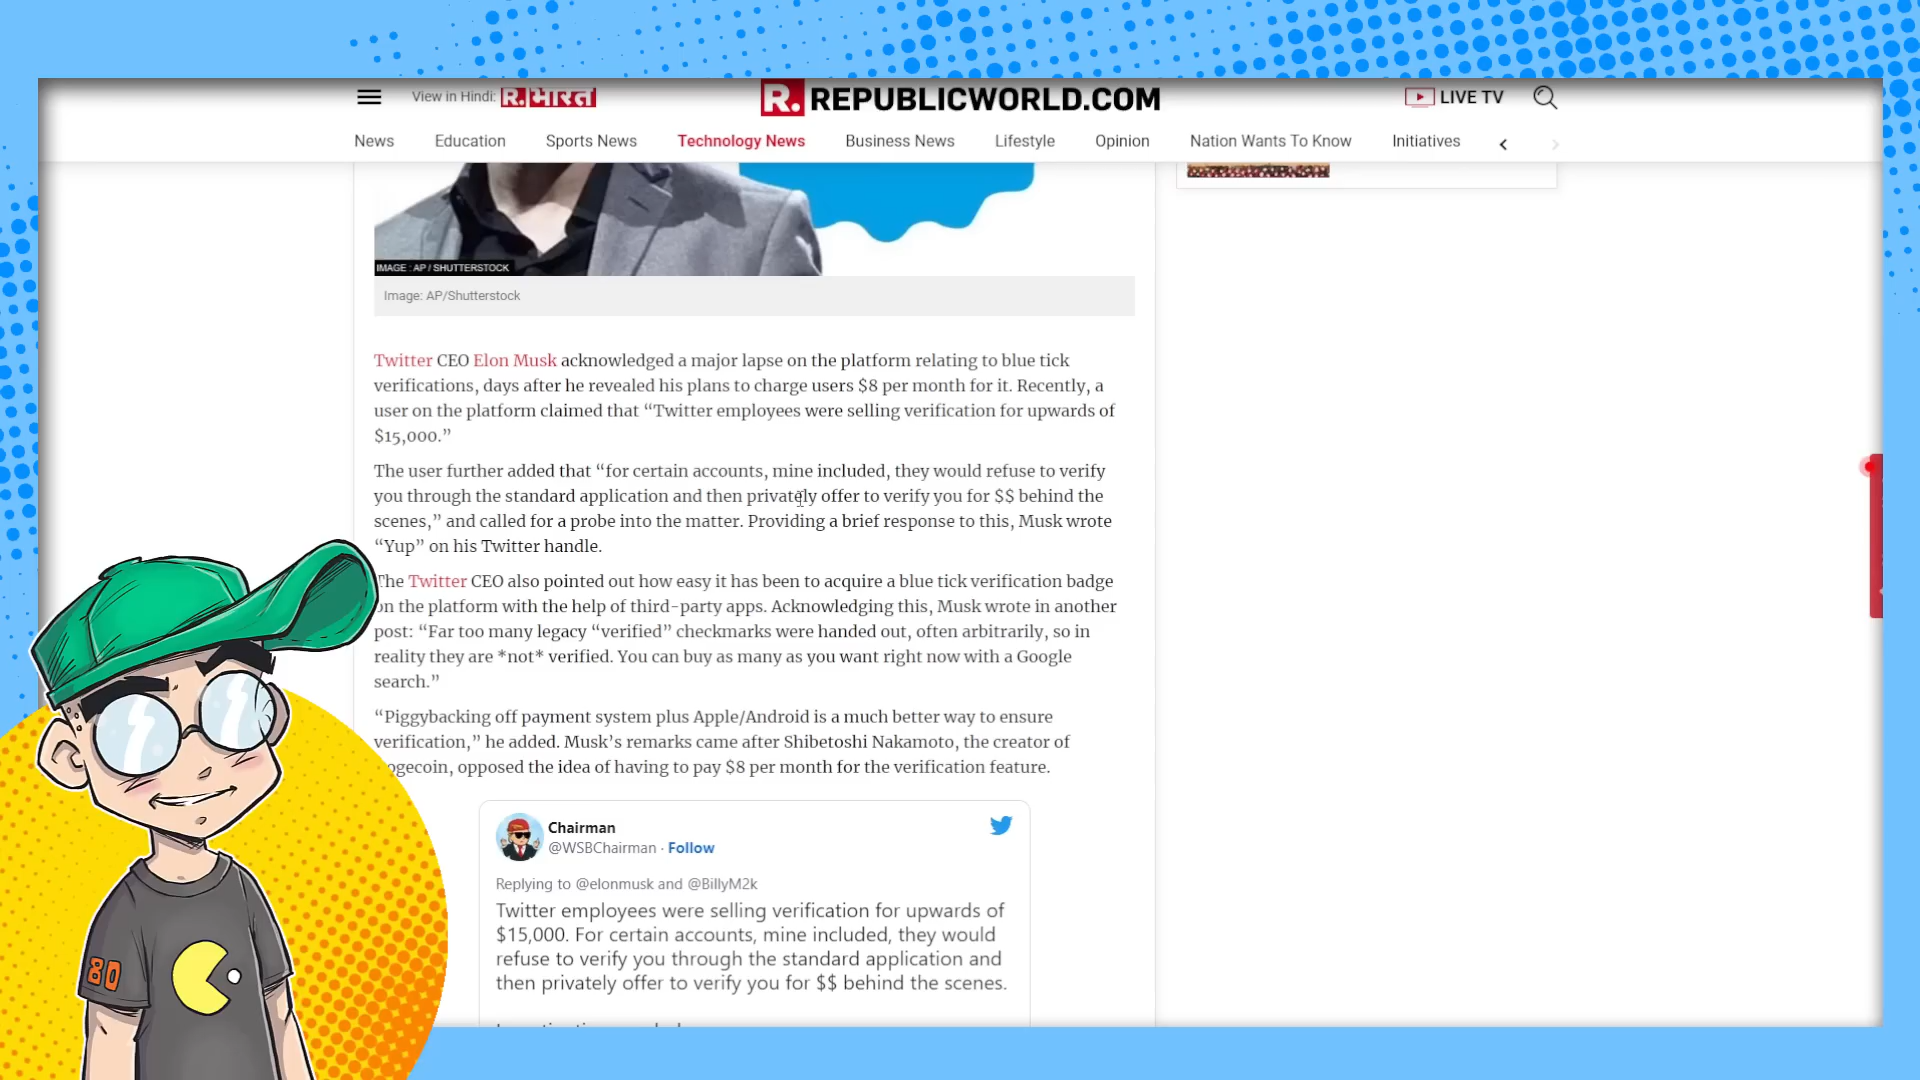 View in Hindi: R. भारत
R. REPUBLICWORLD.COM
LIVE TV
News Education Sports News Technology News Business News Lifestyle Opinion Nation Wants To Know Initiatives
IMAGE : AP / SHUTTERSTOCK
Image: AP/Shutterstock
Twitter CEO Elon Musk acknowledged a major lapse on the platform relating to blue tick
verifications, days after he revealed his plans to charge users $8 per month for it. Recently, a
user on the platform claimed that “Twitter employees were selling verification for upwards of
$15,000.”
The user further added that “for certain accounts, mine included, they would refuse to verify
you through the standard application and then privately offer to verify you for $$ behind the
scenes,” and called for a probe into the matter. Providing a brief response to this, Musk wrote
“Yup” on his Twitter handle.
The Twitter CEO also pointed out how easy it has been to acquire a blue tick verification badge
on the platform with the help of third-party apps. Acknowledging this, Musk wrote in another
post: “Far too many legacy “verified” checkmarks were handed out, often arbitrarily, so in
reality they are *not* verified. You can buy as many as you want right now with a Google
search.”
“Piggybacking off payment system plus Apple/Android is a much better way to ensure
verification,” he added. Musk’s remarks came after Shibetoshi Nakamoto, the creator of
ogecoin, opposed the idea of having to pay $8 per month for the verification feature.
Chairman
@WSBChairman · Follow
Replying to @elonmusk and @BillyM2k
Twitter employees were selling verification for upwards of
$15,000. For certain accounts, mine included, they would
refuse to verify you through the standard application and
then privately offer to verify you for $$ behind the scenes.
80